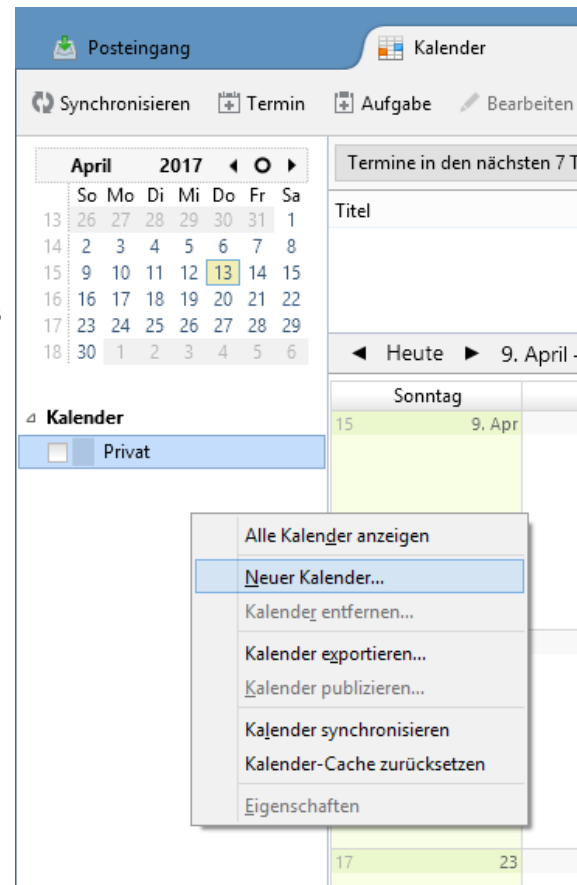 Posteingang
Kalender
Synchronisieren Termin Aufgabe Bearbeiten
April 2017
So Mo Di Mi Do Fr Sa
13 26 27 28 29 30 31 1
14 2 3 4 5 6 7 8
15 9 10 11 12 13 14 15
16 16 17 18 19 20 21 22
17 23 24 25 26 27 28 29
18 30 1 2 3 4 5 6
Termine in den nächsten 7 T
Titel
Heute 9. April -
Sonntag
15 9. Apr
Kalender
Privat
Alle Kalender anzeigen
Neuer Kalender...
Kalender entfernen...
Kalender exportieren...
Kalender publizieren...
Kalender synchronisieren
Kalender-Cache zurücksetzen
Eigenschaften
17 23